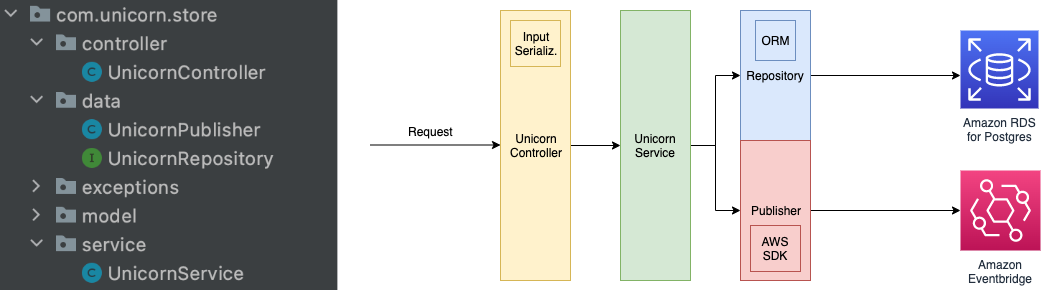 com.unicorn.store
controller
UnicornController
data
UnicornPublisher
UnicornRepository
exceptions
model
service
UnicornService
C
C
I
C
Request
Input
Serializ.
Unicorn
Controller
Unicorn
Service
ORM
Repository
Publisher
AWS
SDK
Amazon RDS
for Postgres
Amazon
Eventbridge